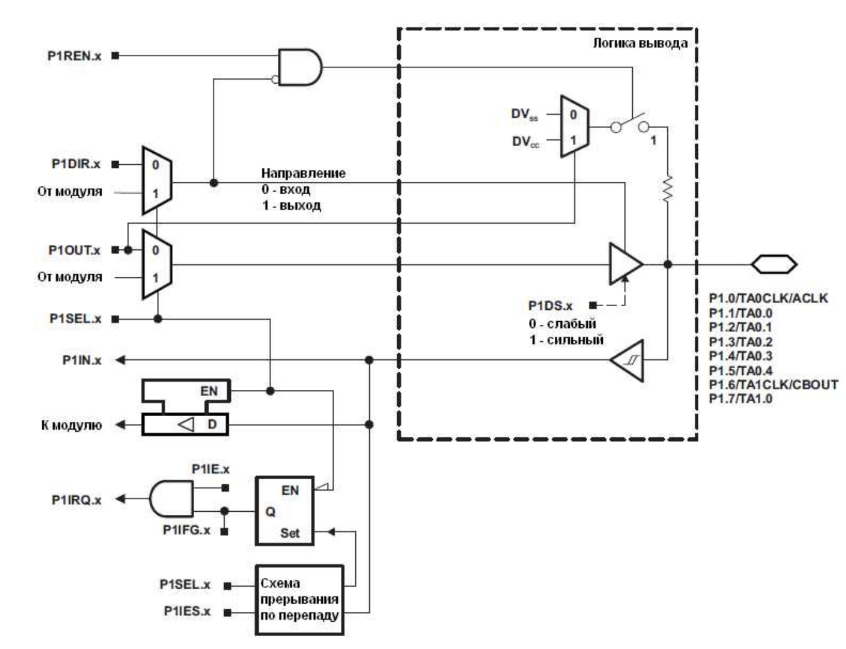 Логика вывода
P1REN.x
DVss
0
DVcc
1
1
P1DIR.x
0
От модуля
1
Направление
0 - вход
1 - выход
P1OUT.x
0
От модуля
1
P1DS.x
0 - слабый
1 - сильный
P1SEL.x
P1.0/TA0CLK/ACLK
P1.1/TA0.0
P1.2/TA0.1
P1.3/TA0.2
P1.4/TA0.3
P1.5/TA0.4
P1.6/TA1CLK/CBOUT
P1.7/TA1.0
P1IN.x
EN
К модулю
D
P1IE.x
P1IRQ.x
EN
Q
P1IFG.x
Set
P1SEL.x
P1IES.x
Схема
прерывания
по перепаду